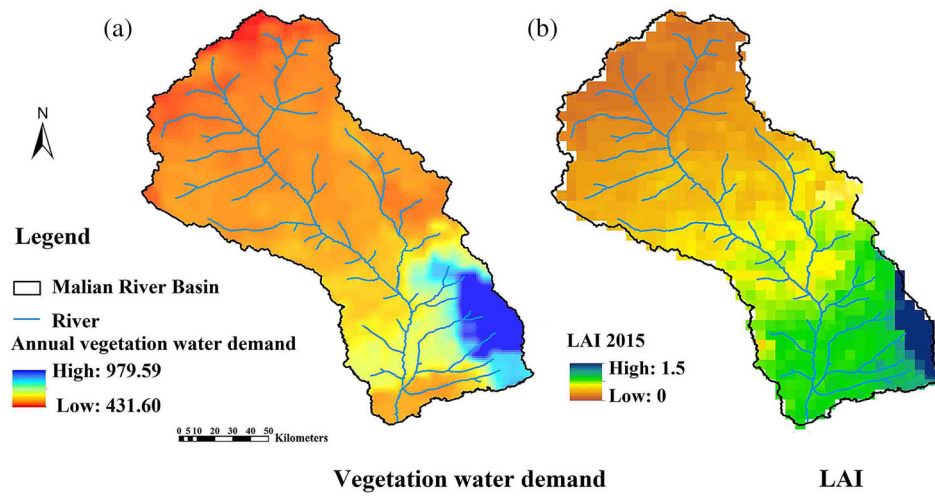 (a)
(b)
N
Legend
Malian River Basin
River
Annual vegetation water demand
High: 979.59
Low: 431.60
0 5 10 20 30 40 50
Kilometers
LAI 2015
High: 1.5
Low: 0
Vegetation water demand
LAI